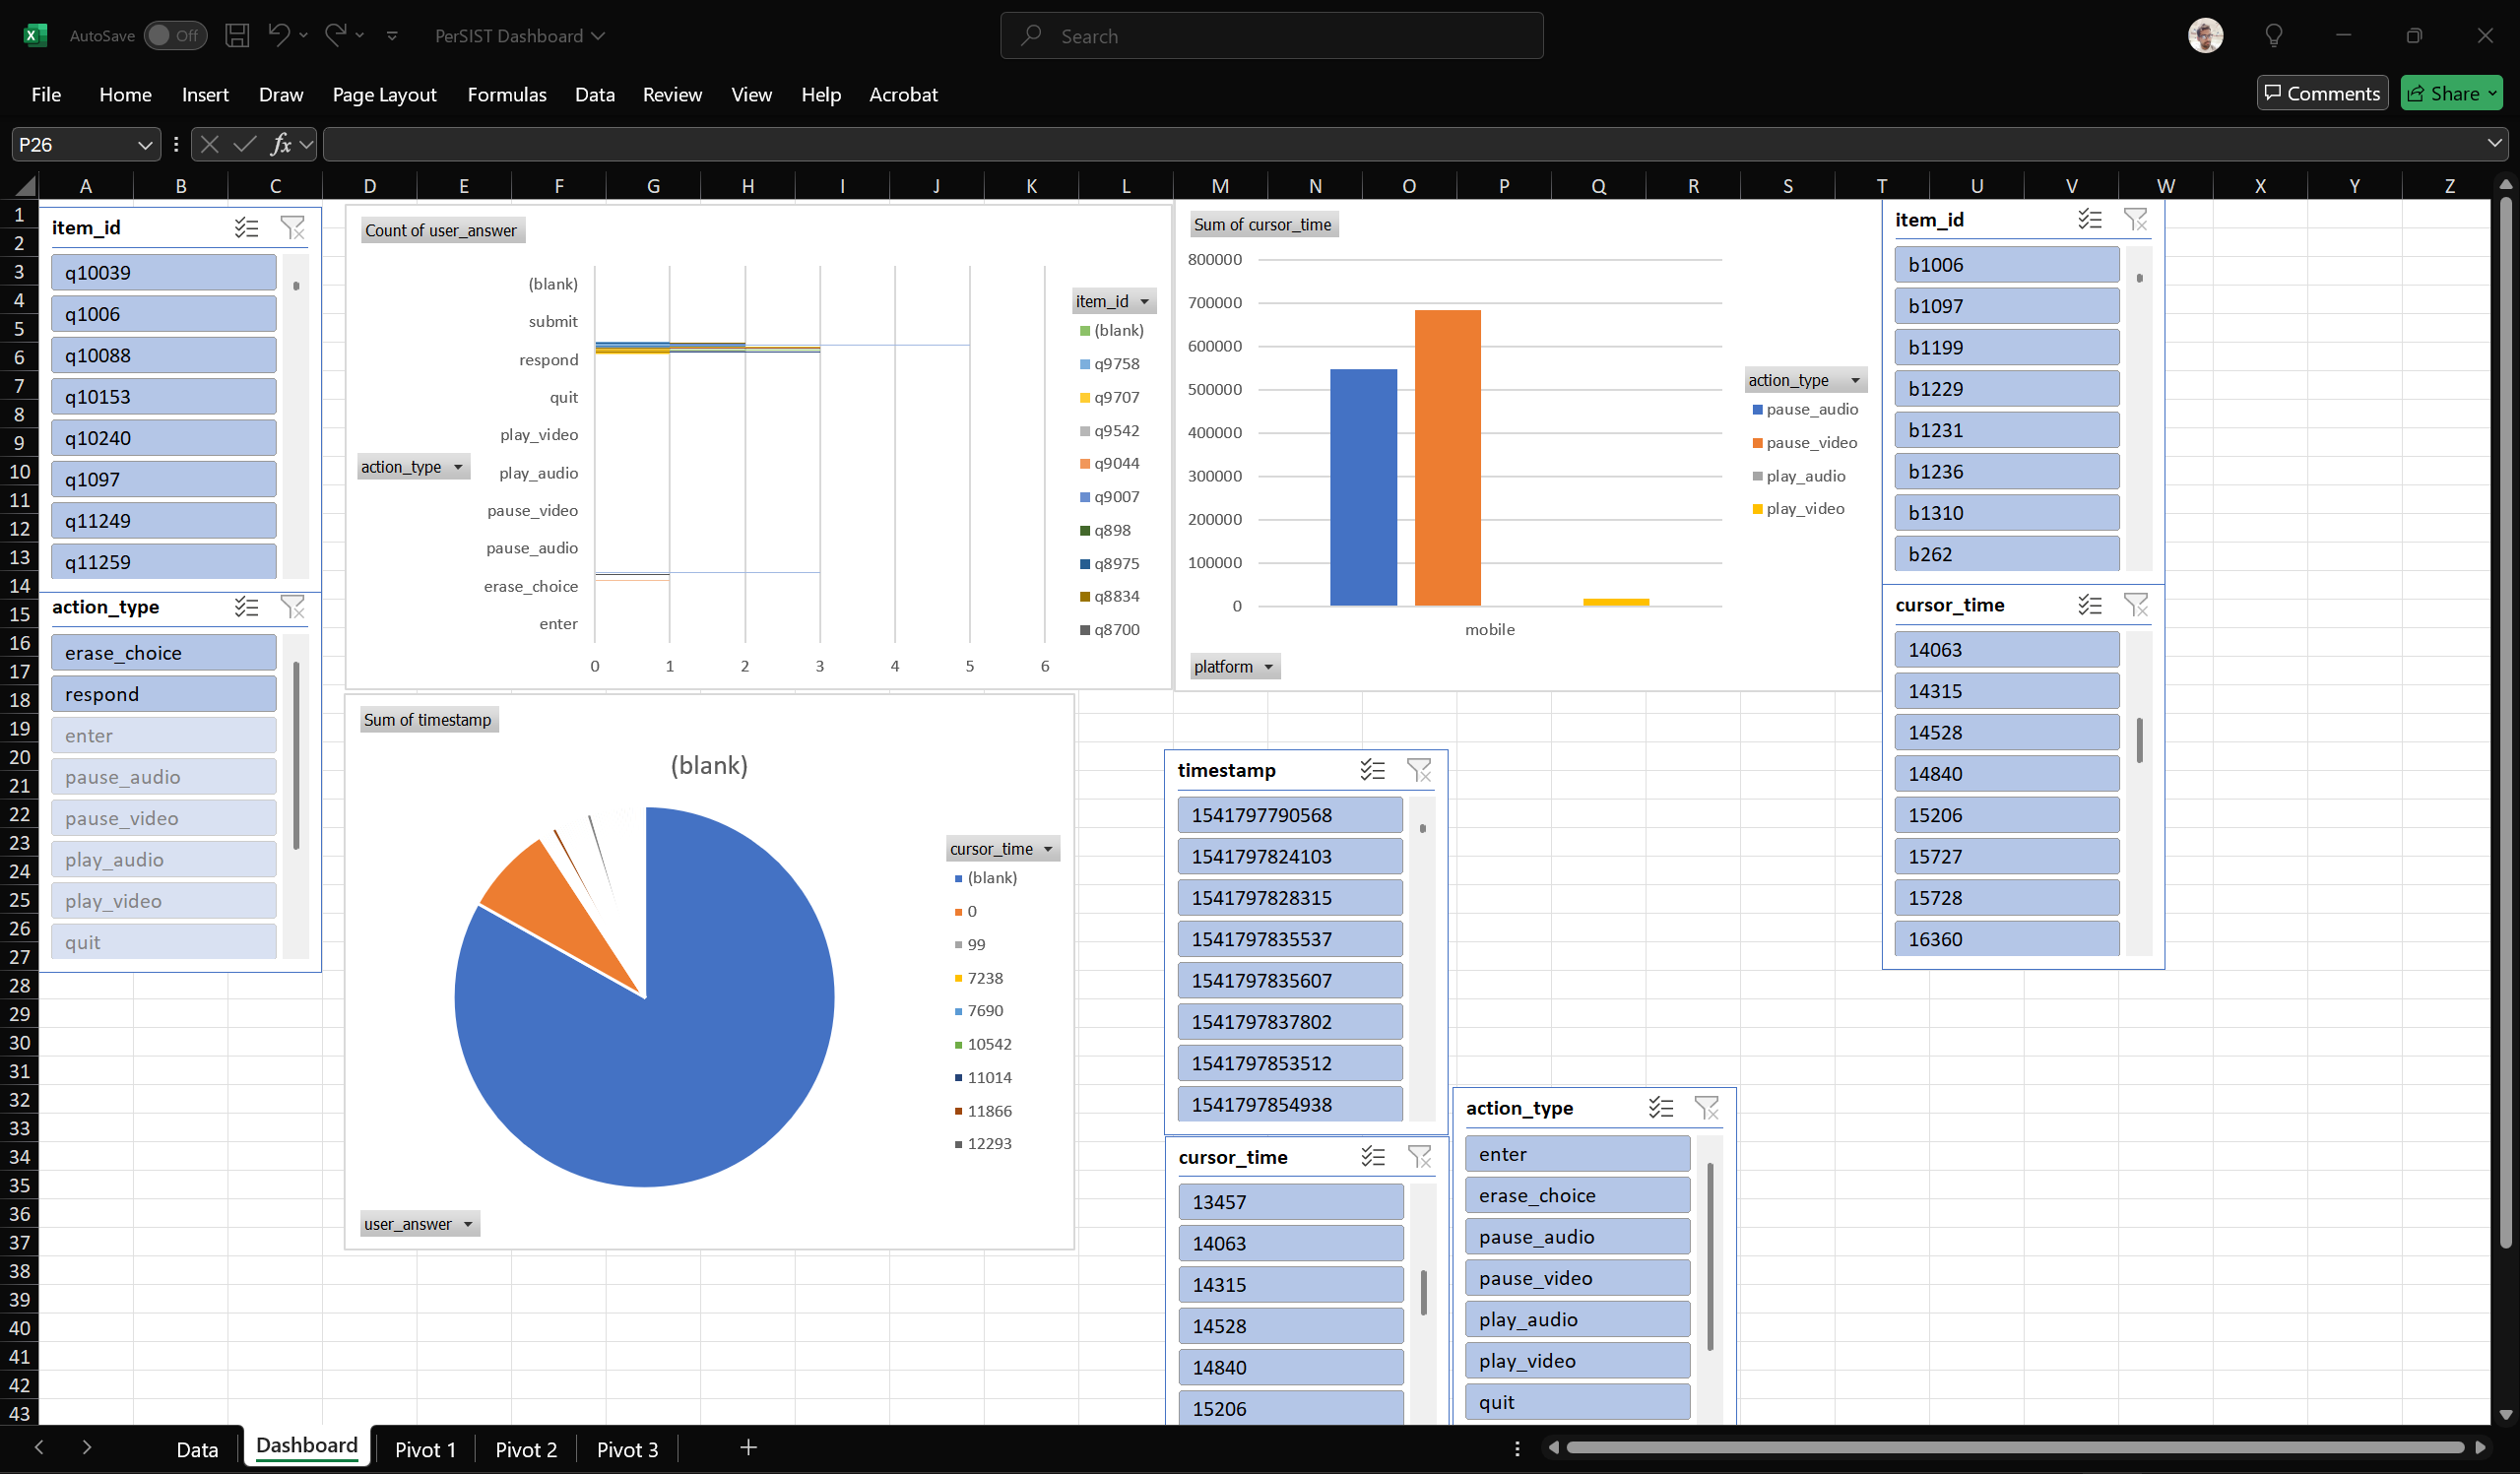 AutoSave Off PerSIST Dashboard Search
File Home Insert Draw Page Layout Formulas Data Review View Help Acrobat Comments Share
P26 fx
A B C D E F G H I J K L M N O P Q R S T U V W X Y Z
1
2
3
4
5
6
7
8
9
10
11
12
13
14
15
16
17
18
19
20
21
22
23
24
25
26
27
28
29
30
31
32
33
34
35
36
37
38
39
40
41
42
43
item_id
q10039
q1006
q10088
q10153
q10240
q1097
q11249
q11259
action_type
erase_choice
respond
enter
pause_audio
pause_video
play_audio
play_video
quit
Count of user_answer
(blank)
submit
respond
quit
play_video
action_type
play_audio
pause_video
pause_audio
erase_choice
enter
0 1 2 3 4 5 6
item_id
(blank)
q9758
q9707
q9542
q9044
q9007
q898
q8975
q8834
q8700
Sum of cursor_time
800000
700000
600000
500000
400000
300000
200000
100000
0
mobile
platform
action_type
pause_audio
pause_video
play_audio
play_video
item_id
b1006
b1097
b1199
b1229
b1231
b1236
b1310
b262
cursor_time
14063
14315
14528
14840
15206
15727
15728
16360
Sum of timestamp
(blank)
cursor_time
(blank)
0
99
7238
7690
10542
11014
11866
12293
user_answer
timestamp
1541797790568
1541797824103
1541797828315
1541797835537
1541797835607
1541797837802
1541797853512
1541797854938
cursor_time
13457
14063
14315
14528
14840
15206
action_type
enter
erase_choice
pause_audio
pause_video
play_audio
play_video
quit
Data Dashboard Pivot 1 Pivot 2 Pivot 3